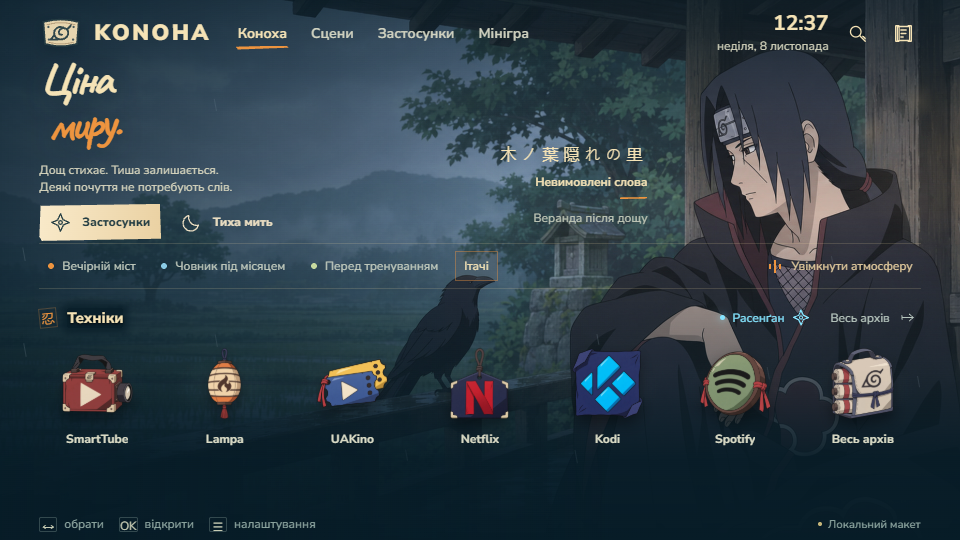 KONOHA
Коноха
Сцени
Застосунки
Мінігра
12:37
неділя, 8 листопада
Ціна
миру.
木ノ葉隠れの里
Невимовлені слова
Веранда після дощу
Дощ стихає. Тиша залишається.
Деякі почуття не потребують слів.
Застосунки
Тиха мить
Вечірній міст
Човник під місяцем
Перед тренуванням
Ітачі
Увімкнути атмосферу
忍
Техніки
Расенґан
Весь архів
SmartTube
Lampa
UAKino
N
Netflix
Kodi
Spotify
Весь архів
обрати
OK
відкрити
налаштування
Локальний макет